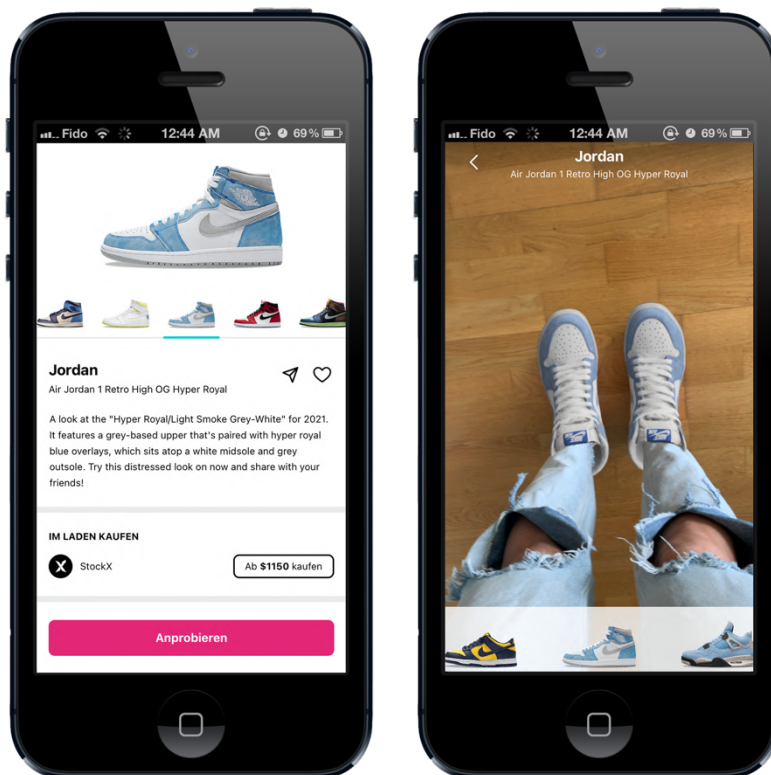 Fido 12:44 AM 69%
Jordan
Air Jordan 1 Retro High OG Hyper Royal
A look at the "Hyper Royal/Light Smoke Grey-White" for 2021.
It features a grey-based upper that's paired with hyper royal
blue overlays, which sits atop a white midsole and grey
outsole. Try this distressed look on now and share with your
friends!
IM LADEN KAUFEN
X StockX Ab $1150 kaufen
Anprobieren
Fido 12:44 AM 69%
Jordan
Air Jordan 1 Retro High OG Hyper Royal